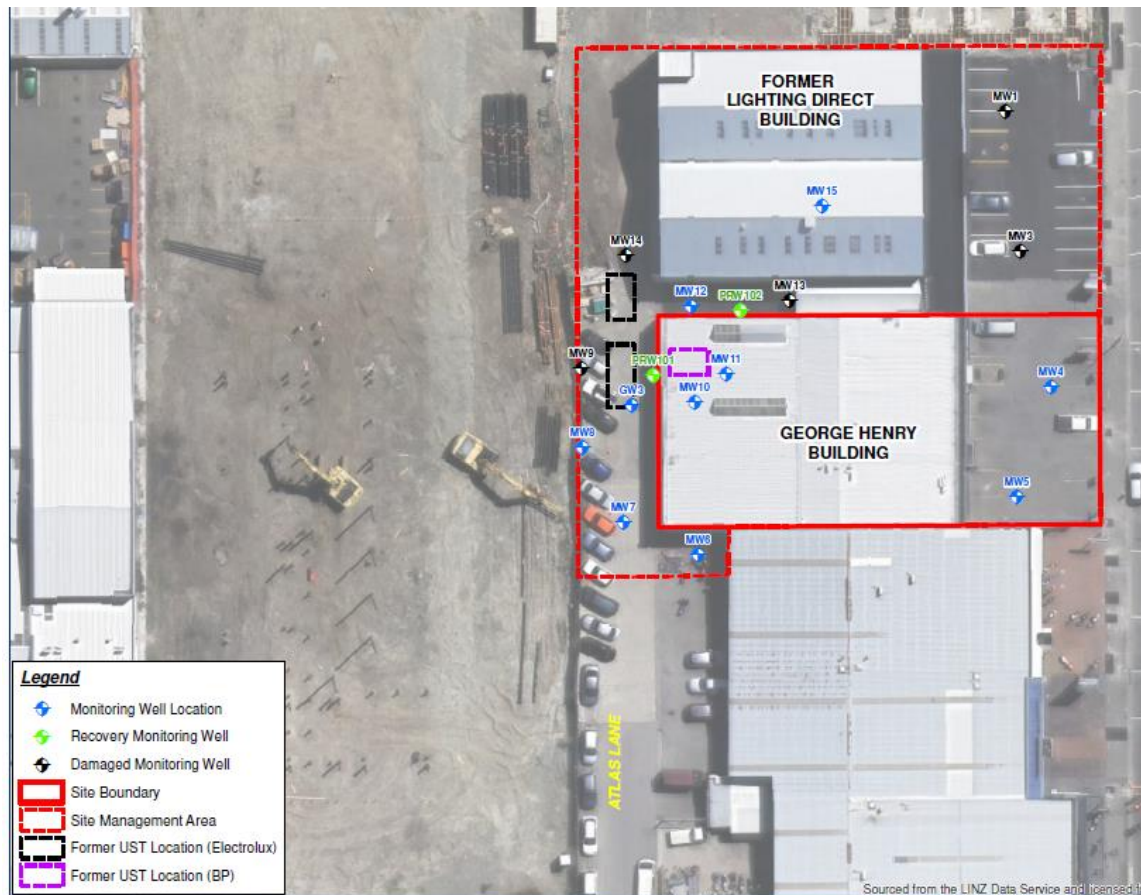 FORMER
LIGHTING DIRECT
BUILDING
MW1
MW15
MW14
MW3
MW12
PRW102
MW13
MW9
PRW101
MW11
MW4
GW3
MW10
GEORGE HENRY
BUILDING
MW8
MW5
MW7
MW6
ATLAS LANE
Legend
Monitoring Well Location
Recovery Monitoring Well
Damaged Monitoring Well
Site Boundary
Site Management Area
Former UST Location (Electrolux)
Former UST Location (BP)
Sourced from the LINZ Data Service and licensed